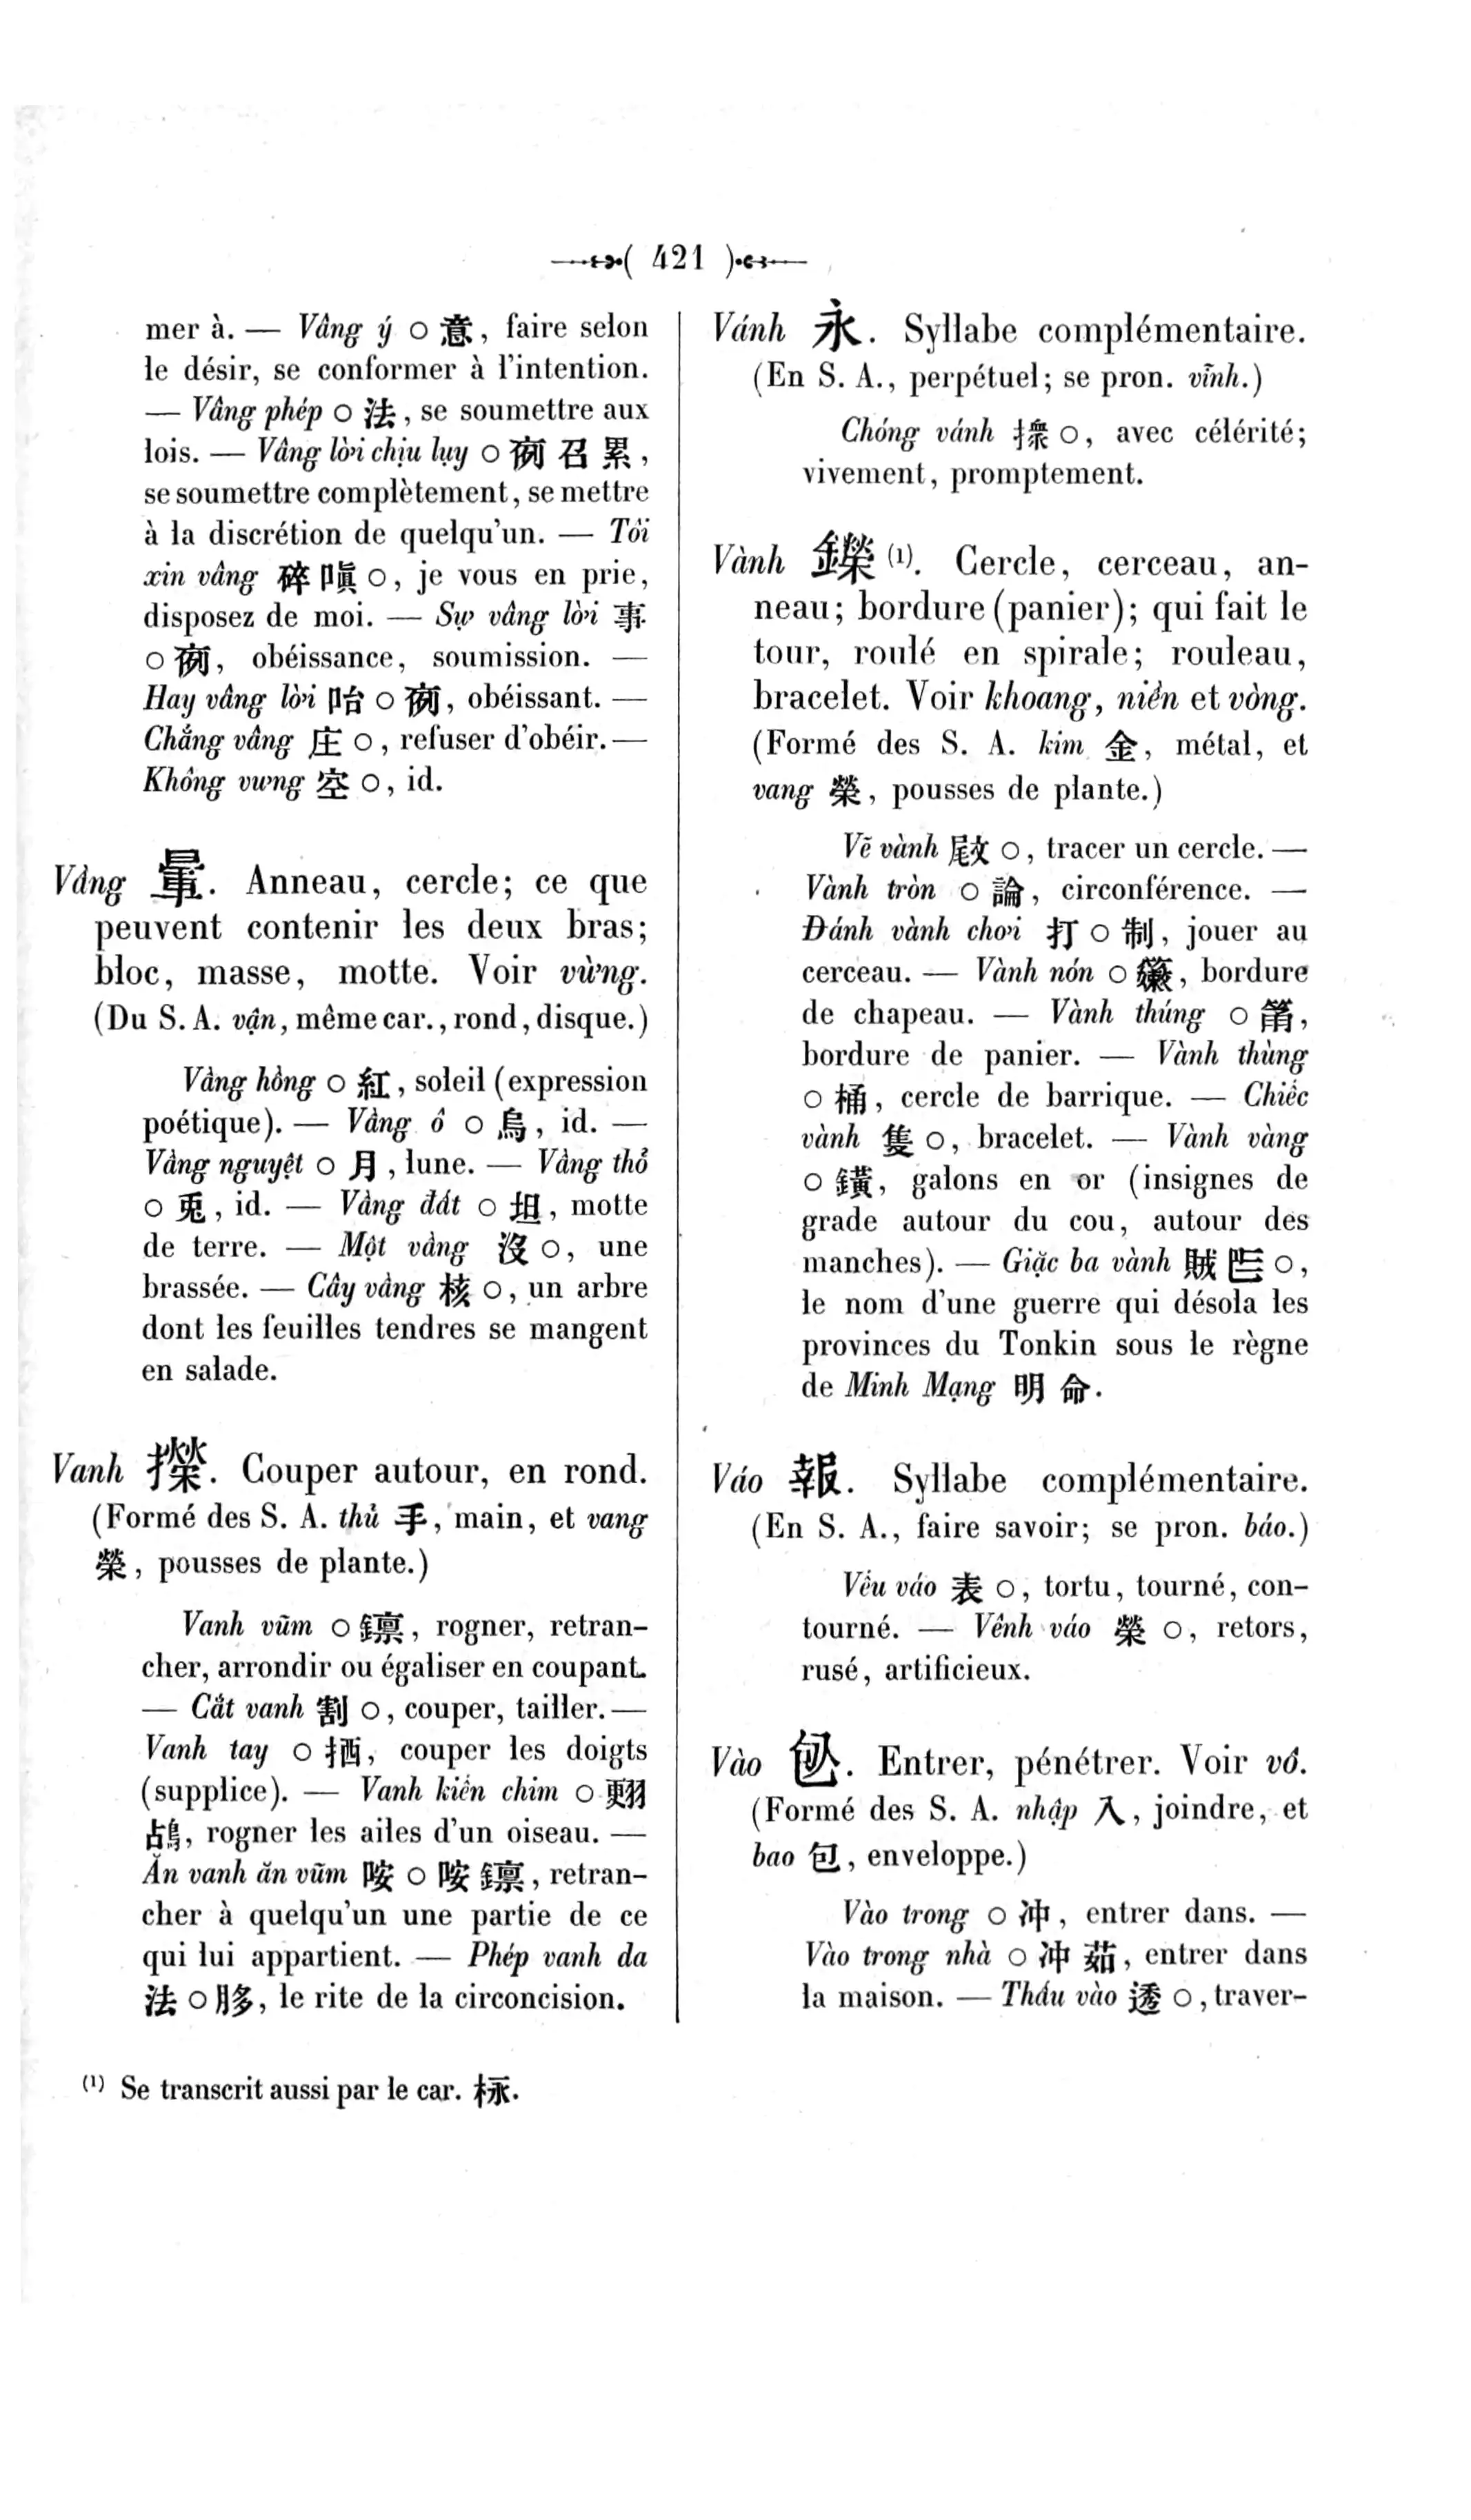 ( 421 )
mer à. — Vâng ý ○ 意, faire selon
le désir, se conformer à l'intention.
— Vâng phép ○ 法, se soumettre aux
lois. — Vâng lời chịu lụy ○ 𠳒 召 累,
se soumettre complètement, se mettre
à la discrétion de quelqu'un. — Tôi
xin vâng 碎 嗔 ○, je vous en prie,
disposez de moi. — Sự vâng lời 事
○, obéissance, soumission. —
Hay vâng lời 咍 ○, obéissant. —
Chẳng vâng 庄 ○, refuser d'obéir. —
Không vưng 空 ○, id.
Vầng 暈. Anneau, cercle; ce que
peuvent contenir les deux bras;
bloc, masse, motte. Voir vừng.
(Du S. A. vận, même car., rond, disque.)
Vầng hồng ○ 紅, soleil (expression
poétique). — Vầng ô ○ 烏, id. —
Vầng nguyệt ○ 月, lune. — Vầng thỏ
○ 兎, id. — Vầng đất ○ 坦, motte
de terre. — Một vầng 沒 ○, une
brassée. — Cây vầng 核 ○, un arbre
dont les feuilles tendres se mangent
en salade.
Vanh 撜. Couper autour, en rond.
(Formé des S. A. thủ 手, main, et vang
榮, pousses de plante.)
Vanh vũm ○, rogner, retran-
cher, arrondir ou égaliser en coupant.
— Cắt vanh 割 ○, couper, tailler. —
Vanh tay ○ 拪, couper les doigts
(supplice). — Vanh kiến chim ○
rogner les ailes d'un oiseau. —
Ăn vanh ăn vũm 咹 ○ 咹, retran-
cher à quelqu'un une partie de ce
qui lui appartient. — Phép vanh da
法 ○, le rite de la circoncision.
Vánh 永. Syllabe complémentaire.
(En S. A., perpétuel; se pron. vĩnh.)
Chóng vánh ○, avec célérité;
vivement, promptement.
Vành 鑅 (1). Cercle, cerceau, an-
neau; bordure (panier); qui fait le
tour, roulé en spirale; rouleau,
bracelet. Voir khoang, niền et vòng.
(Formé des S. A. kim 金, métal, et
vang 榮, pousses de plante.)
Vẽ vành ○, tracer un cercle. —
Vành tròn ○ 論, circonférence. —
Đánh vành chơi 打 ○ 制, jouer au
cerceau. — Vành nón ○, bordure
de chapeau. — Vành thúng ○ 筩,
bordure de panier. — Vành thùng
○ 桶, cercle de barrique. — Chiếc
vành 隻 ○, bracelet. — Vành vàng
○ 鐄, galons en or (insignes de
grade autour du cou, autour des
manches). — Giặc ba vành 賊 𠀧 ○,
le nom d'une guerre qui désola les
provinces du Tonkin sous le règne
de Minh Mạng 明 命.
Váo 報. Syllabe complémentaire.
(En S. A., faire savoir; se pron. báo.)
Vếu váo 表 ○, tortu, tourné, con-
tourné. — Vênh váo 榮 ○, retors,
rusé, artificieux.
Vào 𠓨. Entrer, pénétrer. Voir vô.
(Formé des S. A. nhập 入, joindre, et
bao 包, enveloppe.)
Vào trong ○ 冲, entrer dans. —
Vào trong nhà ○ 冲 茹, entrer dans
la maison. — Thấu vào 透 ○, traver-
(1) Se transcrit aussi par le car.